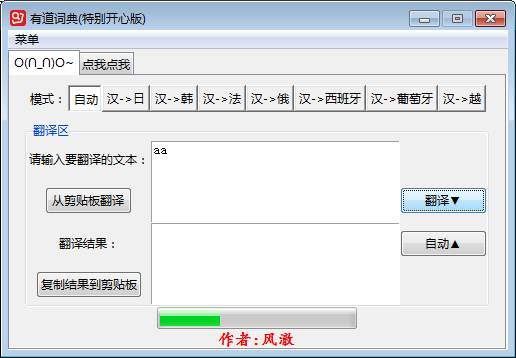 有道词典(特别开心版)
菜单
O(∩_∩)O~ 点我点我
模式： 自动 汉->日 汉->韩 汉->法 汉->俄 汉->西班牙 汉->葡萄牙 汉->越
翻译区
请输入要翻译的文本： aa
从剪贴板翻译 翻译▼
翻译结果： 自动▲
复制结果到剪贴板
作者:风澈